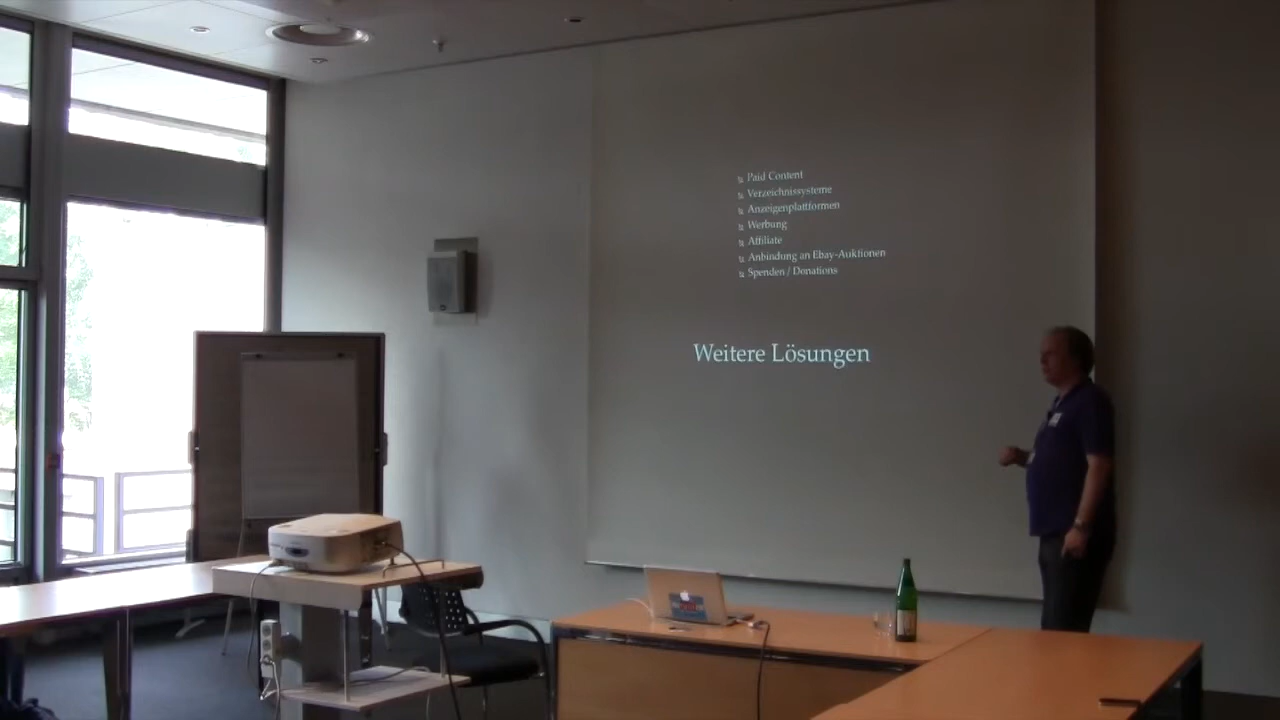 Paid Content
Verzeichnissysteme
Anzeigenplattformen
Werbung
Affiliate
Anbindung an Ebay-Auktionen
Spenden / Donations
Weitere Lösungen